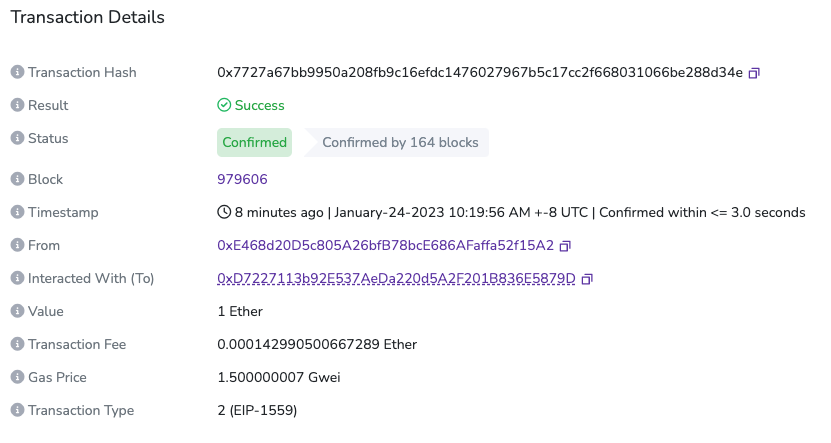 Transaction Details
Transaction Hash 0x7727a67bb9950a208fb9c16efdc1476027967b5c17cc2f668031066be288d34e
Result Success
Status Confirmed Confirmed by 164 blocks
Block 979606
Timestamp 8 minutes ago | January-24-2023 10:19:56 AM +-8 UTC | Confirmed within <= 3.0 seconds
From 0xE468d20D5c805A26bfB78bcE686AFaffa52f15A2
Interacted With (To) 0xD7227113b92E537AeDa220d5A2F201B836E5879D
Value 1 Ether
Transaction Fee 0.000142990500667289 Ether
Gas Price 1.500000007 Gwei
Transaction Type 2 (EIP-1559)